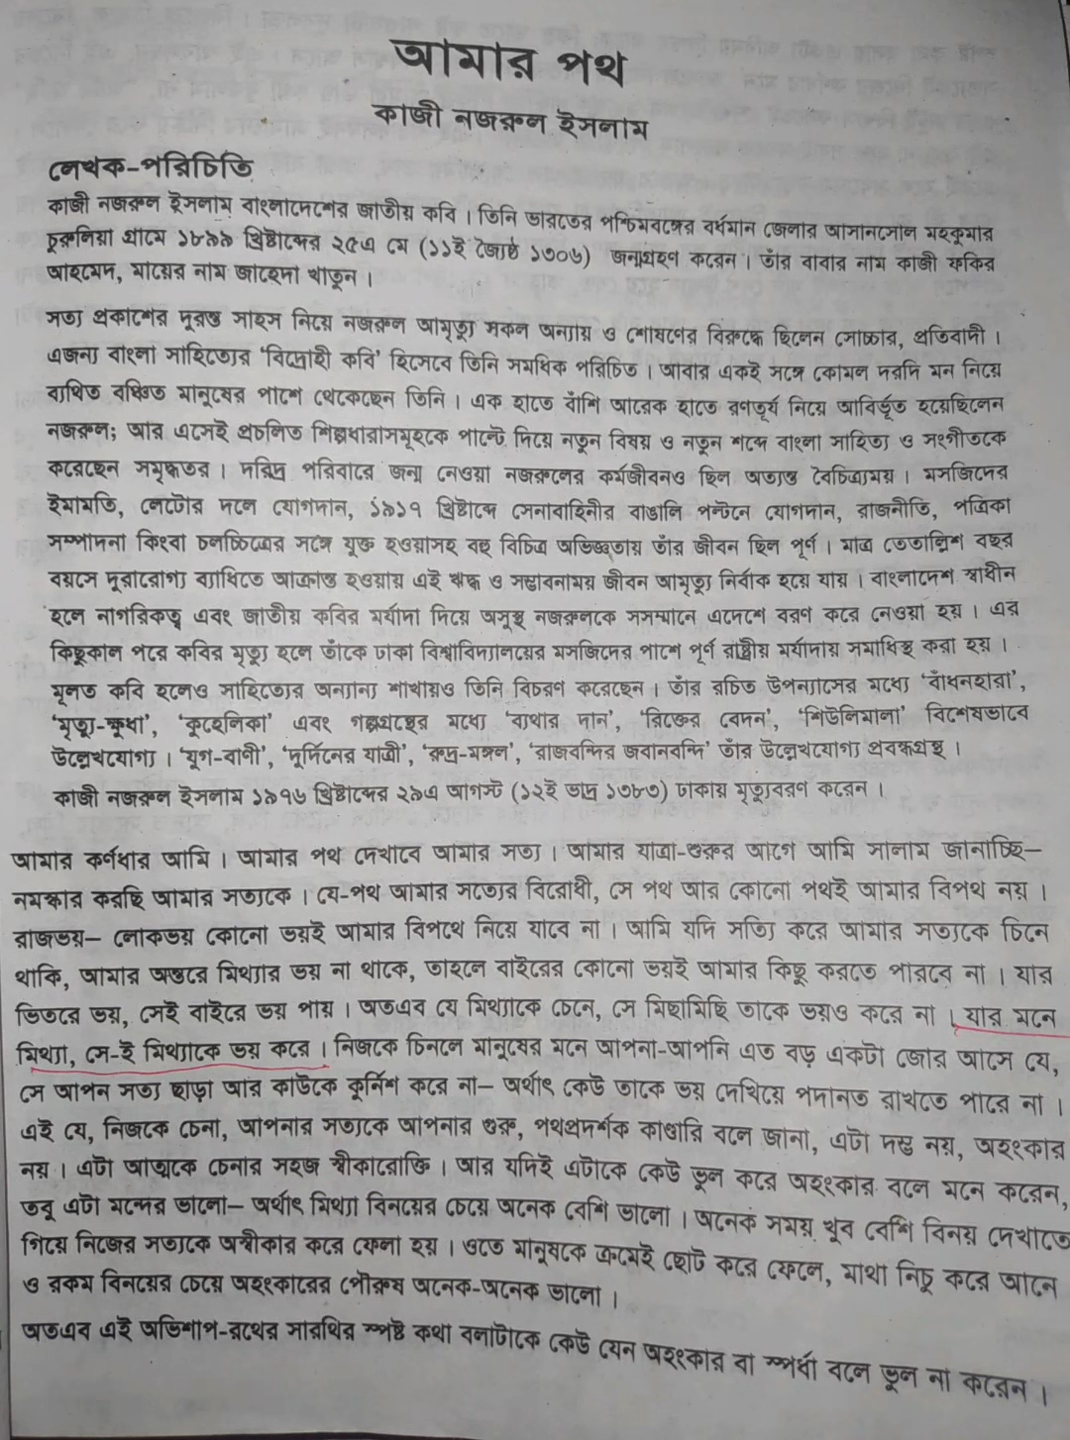 আমার পথ
কাজী নজরুল ইসলাম
লেখক-পরিচিতি
কাজী নজরুল ইসলাম বাংলাদেশের জাতীয় কবি। তিনি ভারতের পশ্চিমবঙ্গের বর্ধমান জেলার আসানসোল মহকুমার
চুরুলিয়া গ্রামে ১৮৯৯ খ্রিষ্টাব্দের ২৫এ মে (১১ই জ্যৈষ্ঠ ১৩০৬) জন্মগ্রহণ করেন। তাঁর বাবার নাম কাজী ফকির
আহমেদ, মায়ের নাম জাহেদা খাতুন।
সত্য প্রকাশের দুরন্ত সাহস নিয়ে নজরুল আমৃত্যু সকল অন্যায় ও শোষণের বিরুদ্ধে ছিলেন সোচ্চার, প্রতিবাদী।
এজন্য বাংলা সাহিত্যের ‘বিদ্রোহী কবি’ হিসেবে তিনি সমধিক পরিচিত। আবার একই সঙ্গে কোমল দরদি মন নিয়ে
ব্যথিত বঞ্চিত মানুষের পাশে থেকেছেন তিনি। এক হাতে বাঁশি আরেক হাতে রণতূর্য নিয়ে আবির্ভূত হয়েছিলেন
নজরুল; আর এসেই প্রচলিত শিল্পধারাসমূহকে পাল্টে দিয়ে নতুন বিষয় ও নতুন শব্দে বাংলা সাহিত্য ও সংগীতকে
করেছেন সমৃদ্ধতর। দরিদ্র পরিবারে জন্ম নেওয়া নজরুলের কর্মজীবনও ছিল অত্যন্ত বৈচিত্র্যময়। মসজিদের
ইমামতি, লেটোর দলে যোগদান, ১৯১৭ খ্রিষ্টাব্দে সেনাবাহিনীর বাঙালি পল্টনে যোগদান, রাজনীতি, পত্রিকা
সম্পাদনা কিংবা চলচ্চিত্রের সঙ্গে যুক্ত হওয়াসহ বহু বিচিত্র অভিজ্ঞতায় তাঁর জীবন ছিল পূর্ণ। মাত্র তেতাল্লিশ বছর
বয়সে দুরারোগ্য ব্যাধিতে আক্রান্ত হওয়ায় এই ঋদ্ধ ও সম্ভাবনাময় জীবন আমৃত্যু নির্বাক হয়ে যায়। বাংলাদেশ স্বাধীন
হলে নাগরিকত্ব এবং জাতীয় কবির মর্যাদা দিয়ে অসুস্থ নজরুলকে সসম্মানে এদেশে বরণ করে নেওয়া হয়। এর
কিছুকাল পরে কবির মৃত্যু হলে তাঁকে ঢাকা বিশ্ববিদ্যালয়ের মসজিদের পাশে পূর্ণ রাষ্ট্রীয় মর্যাদায় সমাধিস্থ করা হয়।
মূলত কবি হলেও সাহিত্যের অন্যান্য শাখায়ও তিনি বিচরণ করেছেন। তাঁর রচিত উপন্যাসের মধ্যে ‘বাঁধনহারা’,
‘মৃত্যু-ক্ষুধা’, ‘কুহেলিকা’ এবং গল্পগ্রন্থের মধ্যে ‘ব্যথার দান’, ‘রিক্তের বেদন’, ‘শিউলিমালা’ বিশেষভাবে
উল্লেখযোগ্য। ‘যুগ-বাণী’, ‘দুর্দিনের যাত্রী’, ‘রুদ্র-মঙ্গল’, ‘রাজবন্দির জবানবন্দি’ তাঁর উল্লেখযোগ্য প্রবন্ধগ্রন্থ।
কাজী নজরুল ইসলাম ১৯৭৬ খ্রিষ্টাব্দের ২৯এ আগস্ট (১২ই ভাদ্র ১৩৮৩) ঢাকায় মৃত্যুবরণ করেন।
আমার কর্ণধার আমি। আমার পথ দেখাবে আমার সত্য। আমার যাত্রা-শুরুর আগে আমি সালাম জানাচ্ছি–
নমস্কার করছি আমার সত্যকে। যে-পথ আমার সত্যের বিরোধী, সে পথ আর কোনো পথই আমার বিপথ নয়।
রাজভয়– লোকভয় কোনো ভয়ই আমার বিপথে নিয়ে যাবে না। আমি যদি সত্যি করে আমার সত্যকে চিনে
থাকি, আমার অন্তরে মিথ্যার ভয় না থাকে, তাহলে বাইরের কোনো ভয়ই আমার কিছু করতে পারবে না। যার
ভিতরে ভয়, সেই বাইরে ভয় পায়। অতএব যে মিথ্যাকে চেনে, সে মিছামিছি তাকে ভয়ও করে না। যার মনে
মিথ্যা, সে-ই মিথ্যাকে ভয় করে। নিজকে চিনলে মানুষের মনে আপনা-আপনি এত বড় একটা জোর আসে যে,
সে আপন সত্য ছাড়া আর কাউকে কুর্নিশ করে না– অর্থাৎ কেউ তাকে ভয় দেখিয়ে পদানত রাখতে পারে না।
এই যে, নিজকে চেনা, আপনার সত্যকে আপনার গুরু, পথপ্রদর্শক কাণ্ডারি বলে জানা, এটা দম্ভ নয়, অহংকার
নয়। এটা আত্মকে চেনার সহজ স্বীকারোক্তি। আর যদিই এটাকে কেউ ভুল করে অহংকার বলে মনে করেন,
তবু এটা মন্দের ভালো– অর্থাৎ মিথ্যা বিনয়ের চেয়ে অনেক বেশি ভালো। অনেক সময় খুব বেশি বিনয় দেখাতে
গিয়ে নিজের সত্যকে অস্বীকার করে ফেলা হয়। ওতে মানুষকে ক্রমেই ছোট করে ফেলে, মাথা নিচু করে আনে
ও রকম বিনয়ের চেয়ে অহংকারের পৌরুষ অনেক-অনেক ভালো।
অতএব এই অভিশাপ-রথের সারথির স্পষ্ট কথা বলাটাকে কেউ যেন অহংকার বা স্পর্ধা বলে ভুল না করেন।